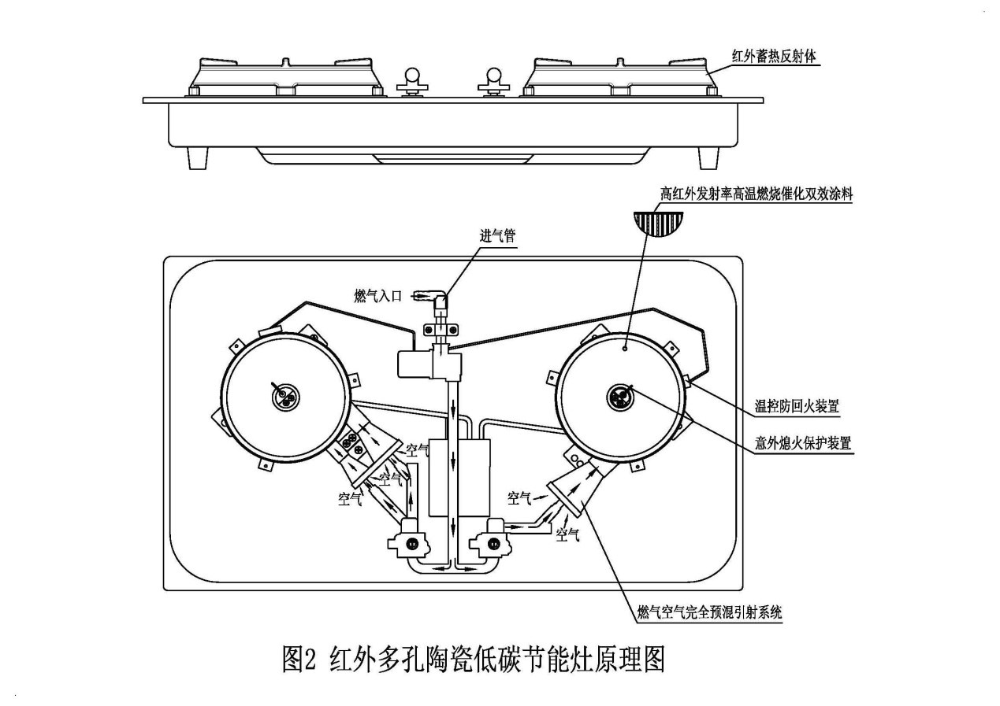 红外蓄热反射体
高红外发射率高温燃烧催化双效涂料
进气管
燃气入口
温控防回火装置
意外熄火保护装置
空气
空气
空气
空气
空气
燃气空气完全预混引射系统
图2 红外多孔陶瓷低碳节能灶原理图